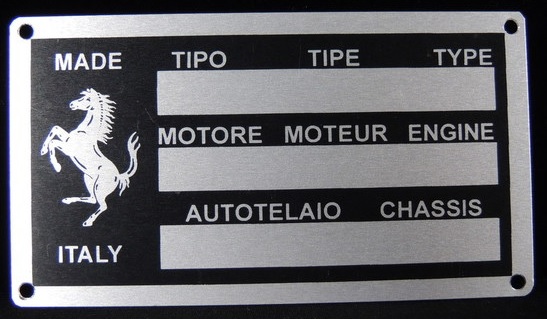 MADE
TIPO TIPE TYPE
MOTORE MOTEUR ENGINE
AUTOTELAIO CHASSIS
ITALY